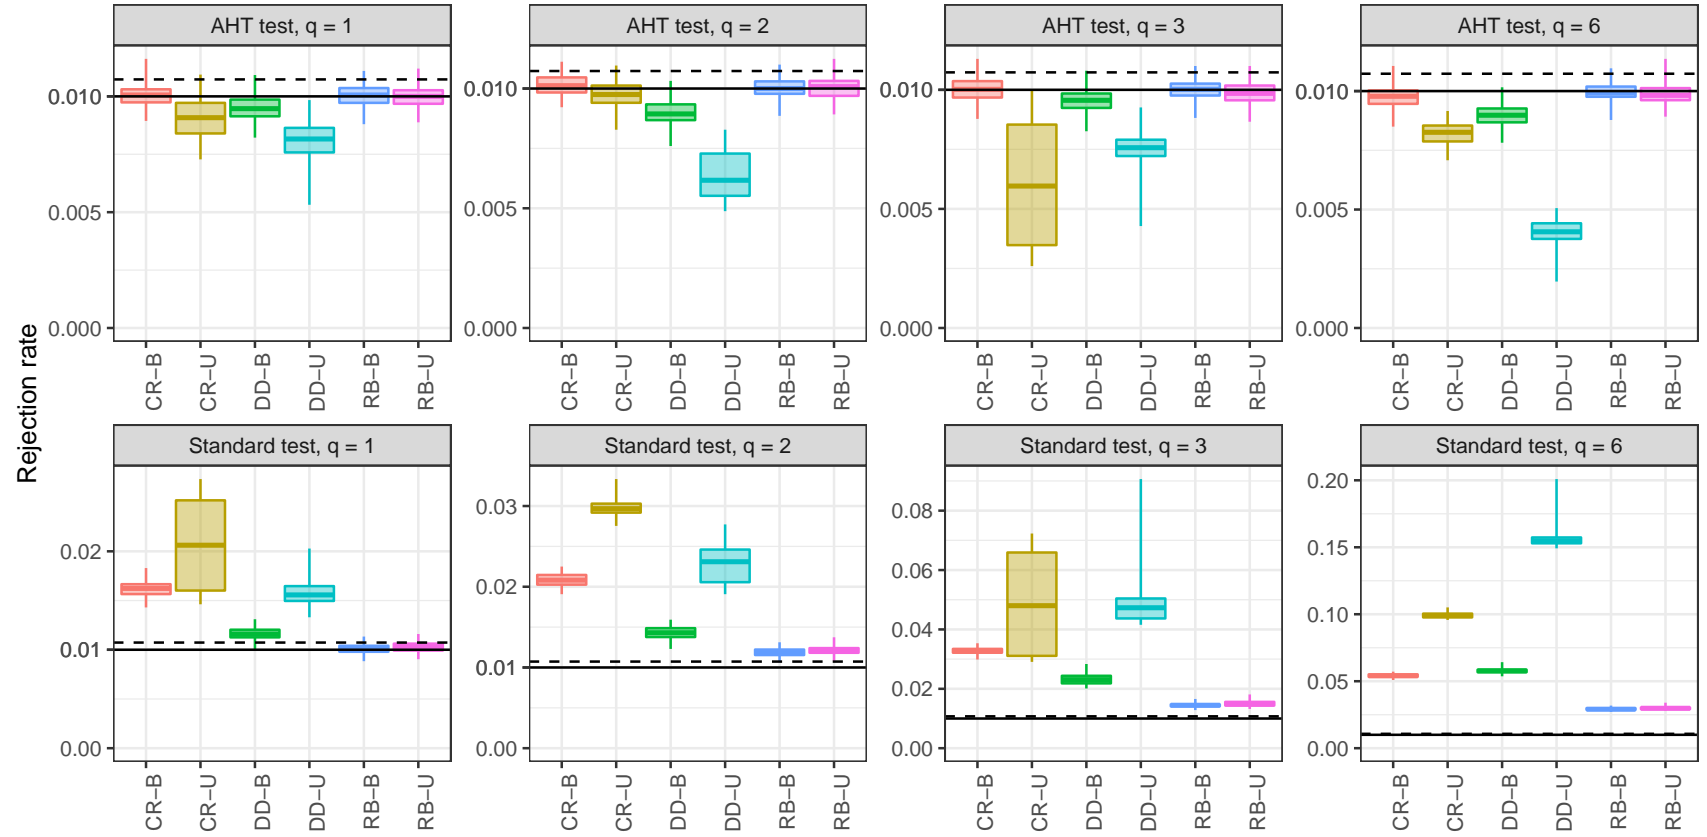 AHT test, q = 1
AHT test, q = 2
AHT test, q = 3
AHT test, q = 6
0.010
0.005
0.000
0.010
0.005
0.000
0.010
0.005
0.000
0.010
0.005
0.000
CR−B
CR−U
DD−B
DD−U
RB−B
RB−U
CR−B
CR−U
DD−B
DD−U
RB−B
RB−U
CR−B
CR−U
DD−B
DD−U
RB−B
RB−U
CR−B
CR−U
DD−B
DD−U
RB−B
RB−U
Rejection rate
Standard test, q = 1
Standard test, q = 2
Standard test, q = 3
Standard test, q = 6
0.02
0.01
0.00
0.03
0.02
0.01
0.00
0.08
0.06
0.04
0.02
0.00
0.20
0.15
0.10
0.05
0.00
CR−B
CR−U
DD−B
DD−U
RB−B
RB−U
CR−B
CR−U
DD−B
DD−U
RB−B
RB−U
CR−B
CR−U
DD−B
DD−U
RB−B
RB−U
CR−B
CR−U
DD−B
DD−U
RB−B
RB−U